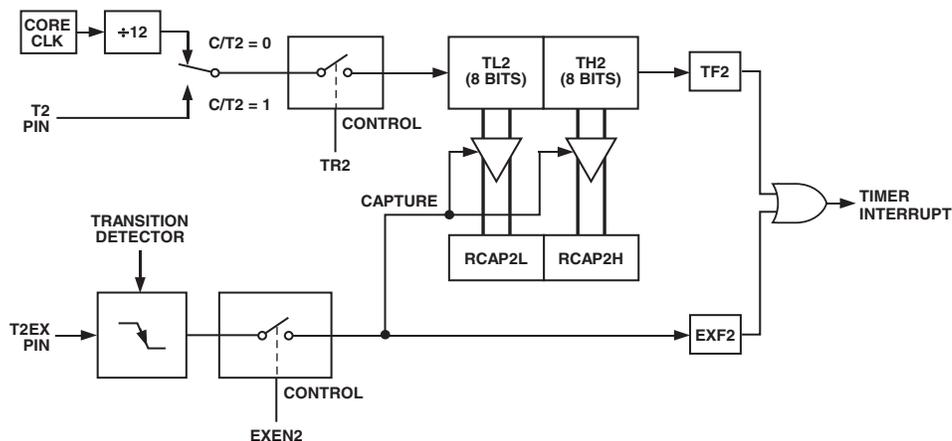 CORE
CLK
÷12
C/T2 = 0
C/T2 = 1
T2
PIN
CONTROL
TR2
TL2
(8 BITS)
TH2
(8 BITS)
TF2
CAPTURE
TRANSITION
DETECTOR
RCAP2L
RCAP2H
TIMER
INTERRUPT
T2EX
PIN
CONTROL
EXEN2
EXF2